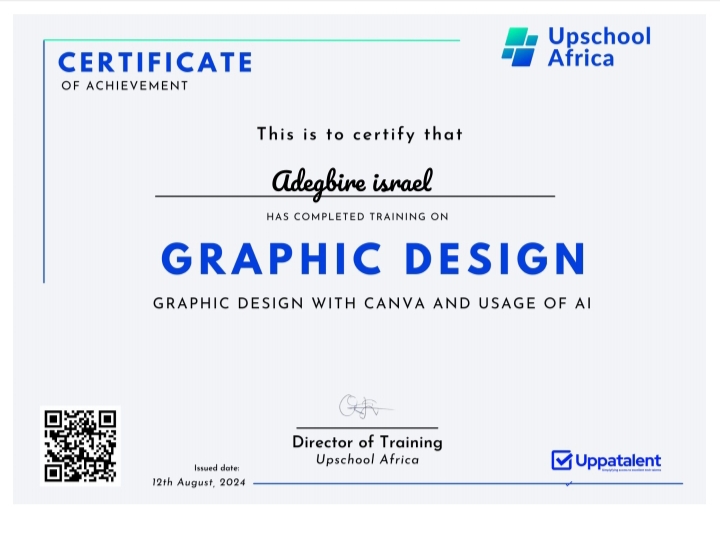 CERTIFICATE
OF ACHIEVEMENT
Upschool
Africa
This is to certify that
Adegbire israel
HAS COMPLETED TRAINING ON
GRAPHIC DESIGN
GRAPHIC DESIGN WITH CANVA AND USAGE OF AI
Director of Training
Upschool Africa
Issued date:
12th August, 2024
Uppatalent